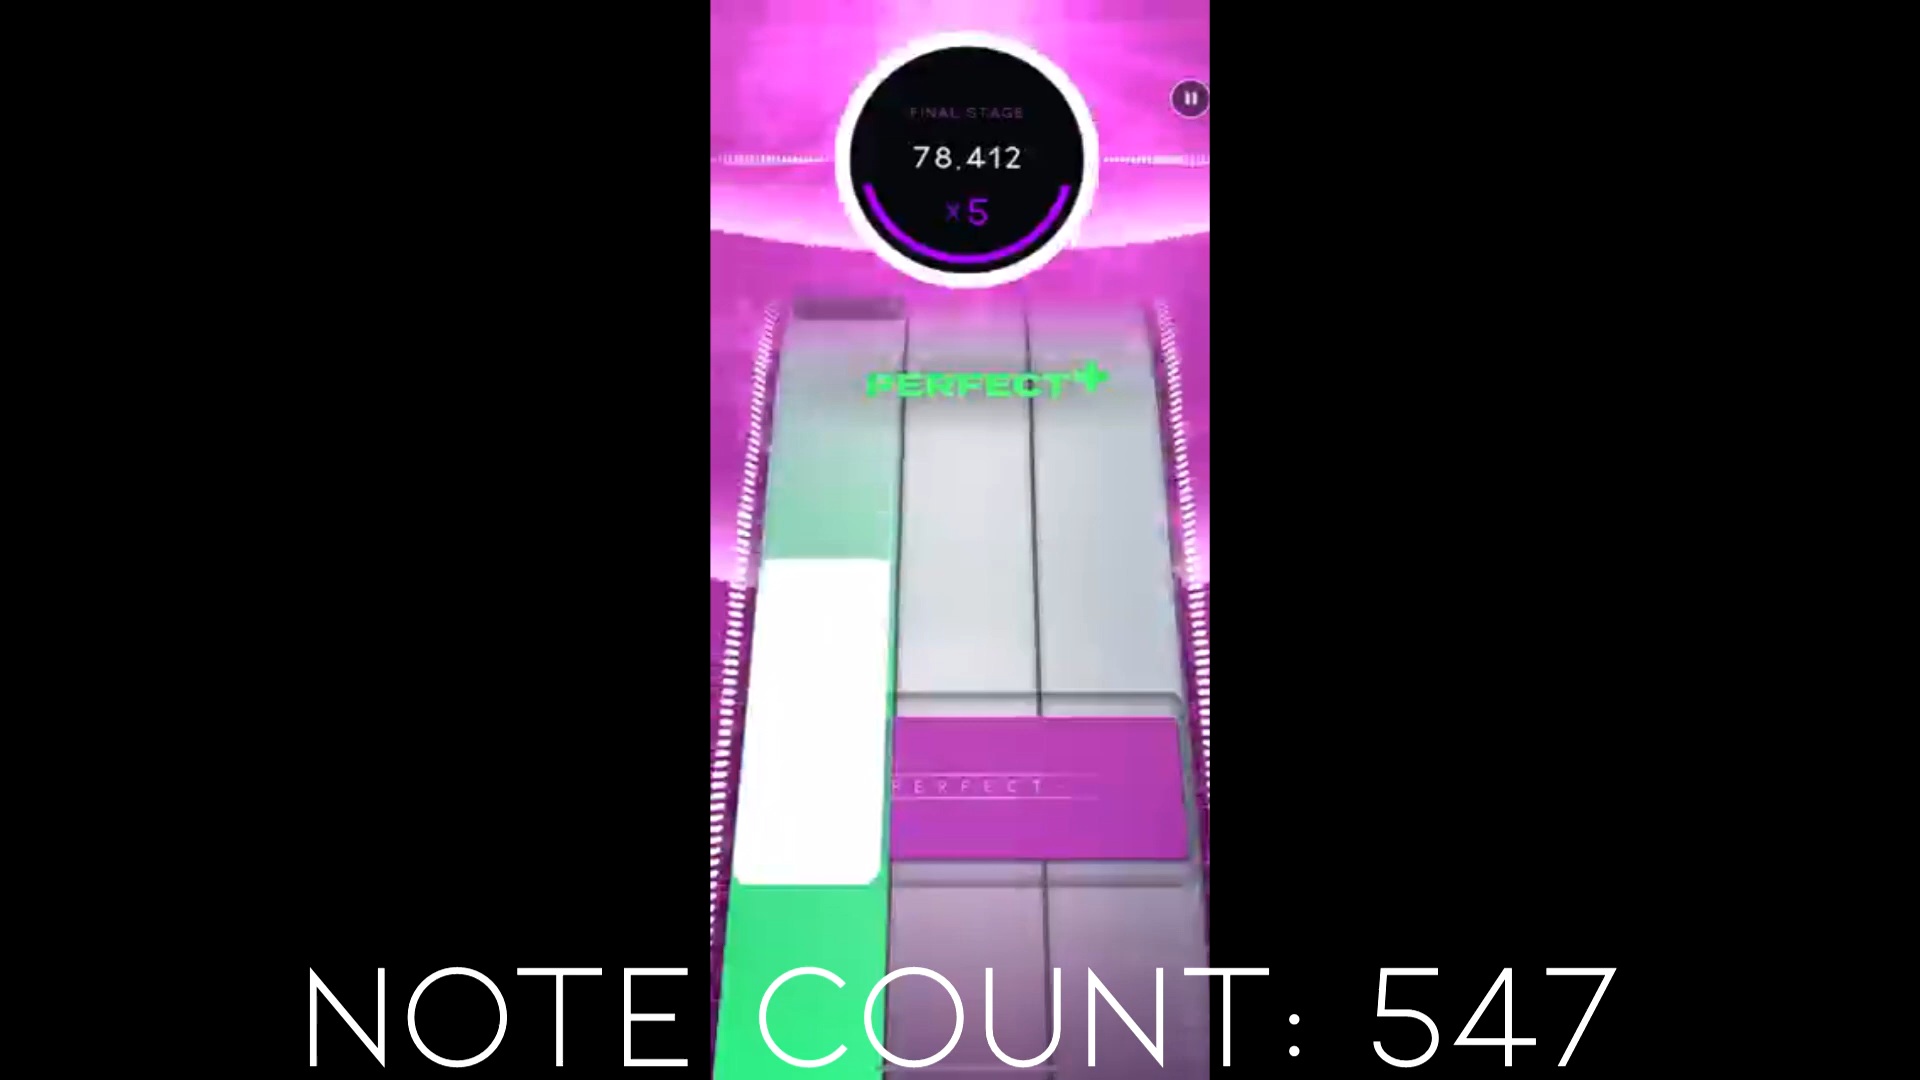 FINAL STAGE
78,412
x5
PERFECT+
PERFECT
NOTE COUNT: 547